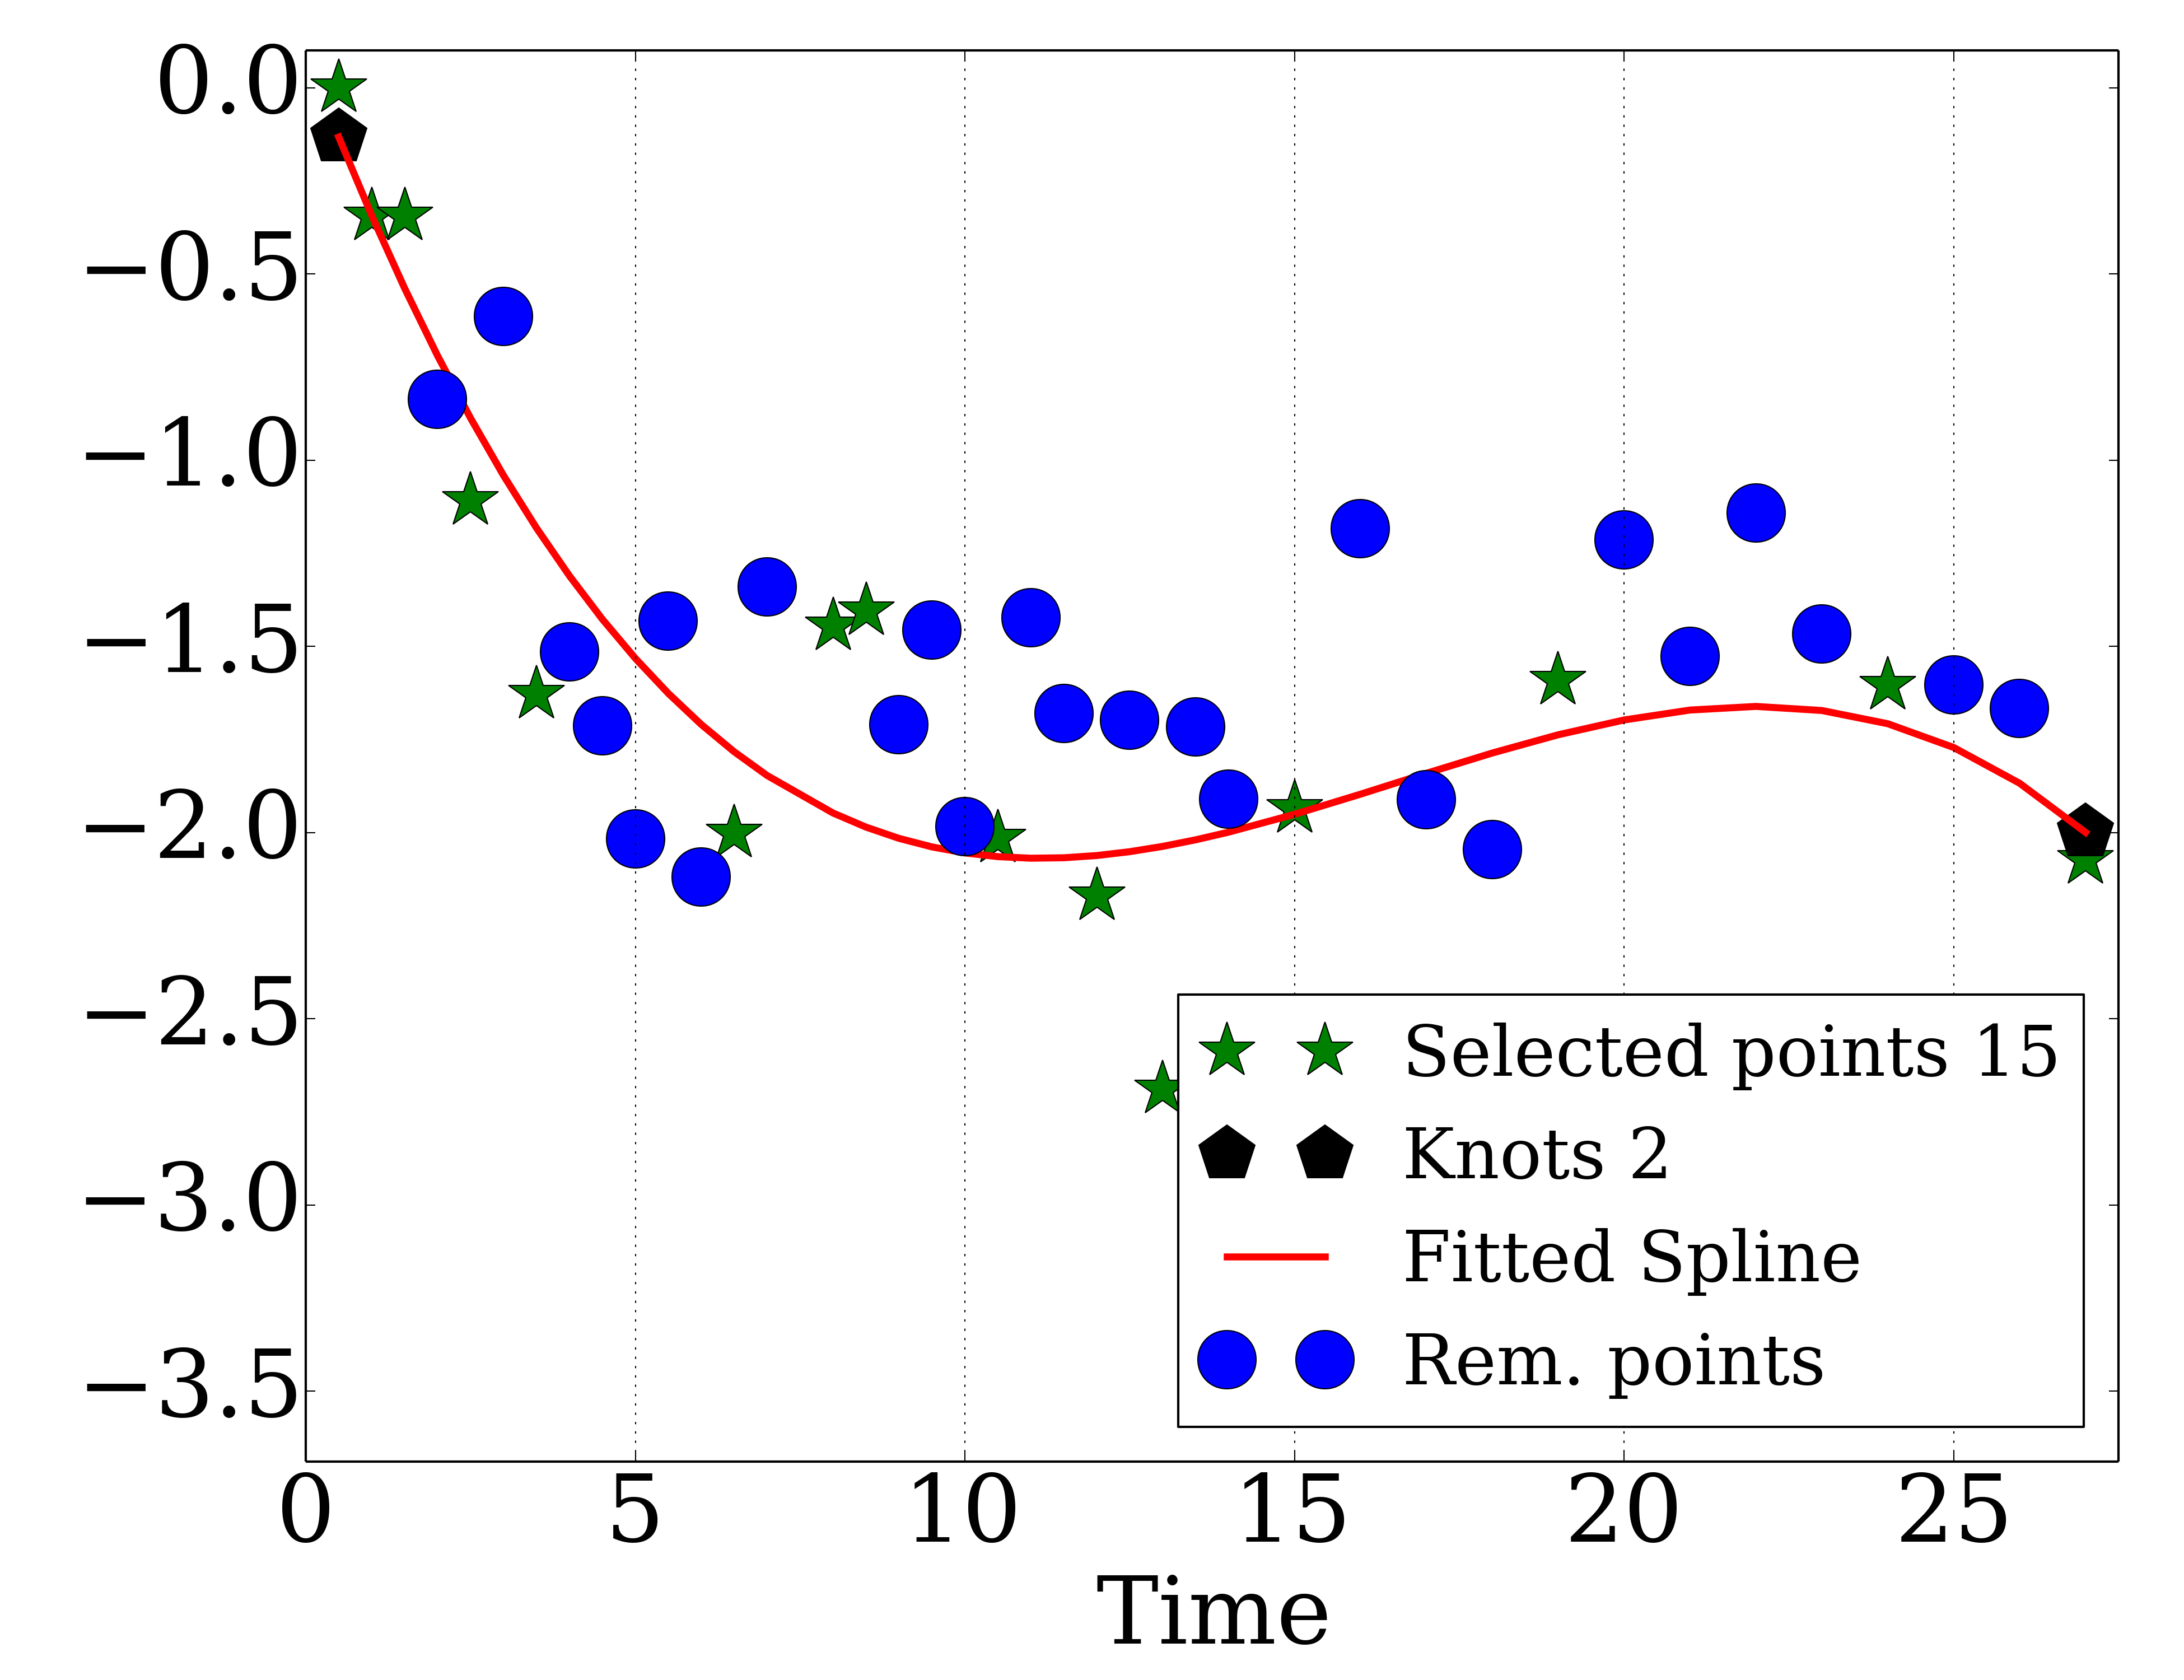 0.0
−0.5
−1.0
−1.5
−2.0
−2.5
−3.0
−3.5
Selected points 15
Knots 2
Fitted Spline
Rem. points
0 5 10 15 20 25
Time